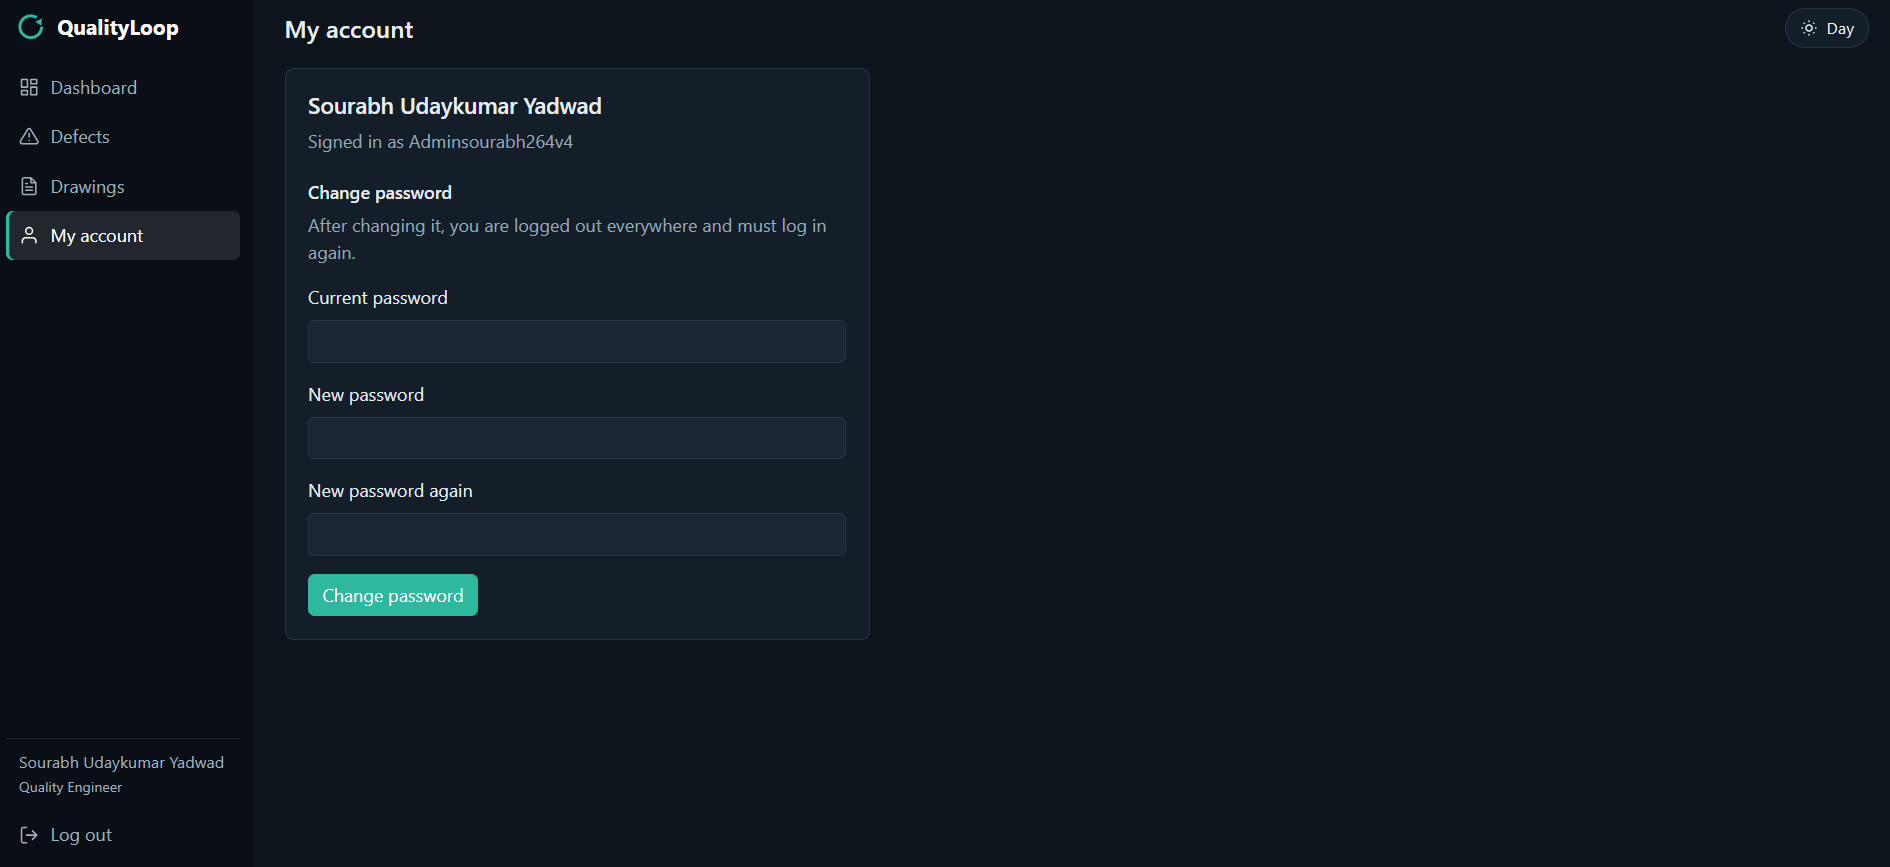 QualityLoop
Dashboard
Defects
Drawings
My account
Sourabh Udaykumar Yadwad
Quality Engineer
Log out
My account
Day
Sourabh Udaykumar Yadwad
Signed in as Adminsourabh264v4
Change password
After changing it, you are logged out everywhere and must log in
again.
Current password
New password
New password again
Change password